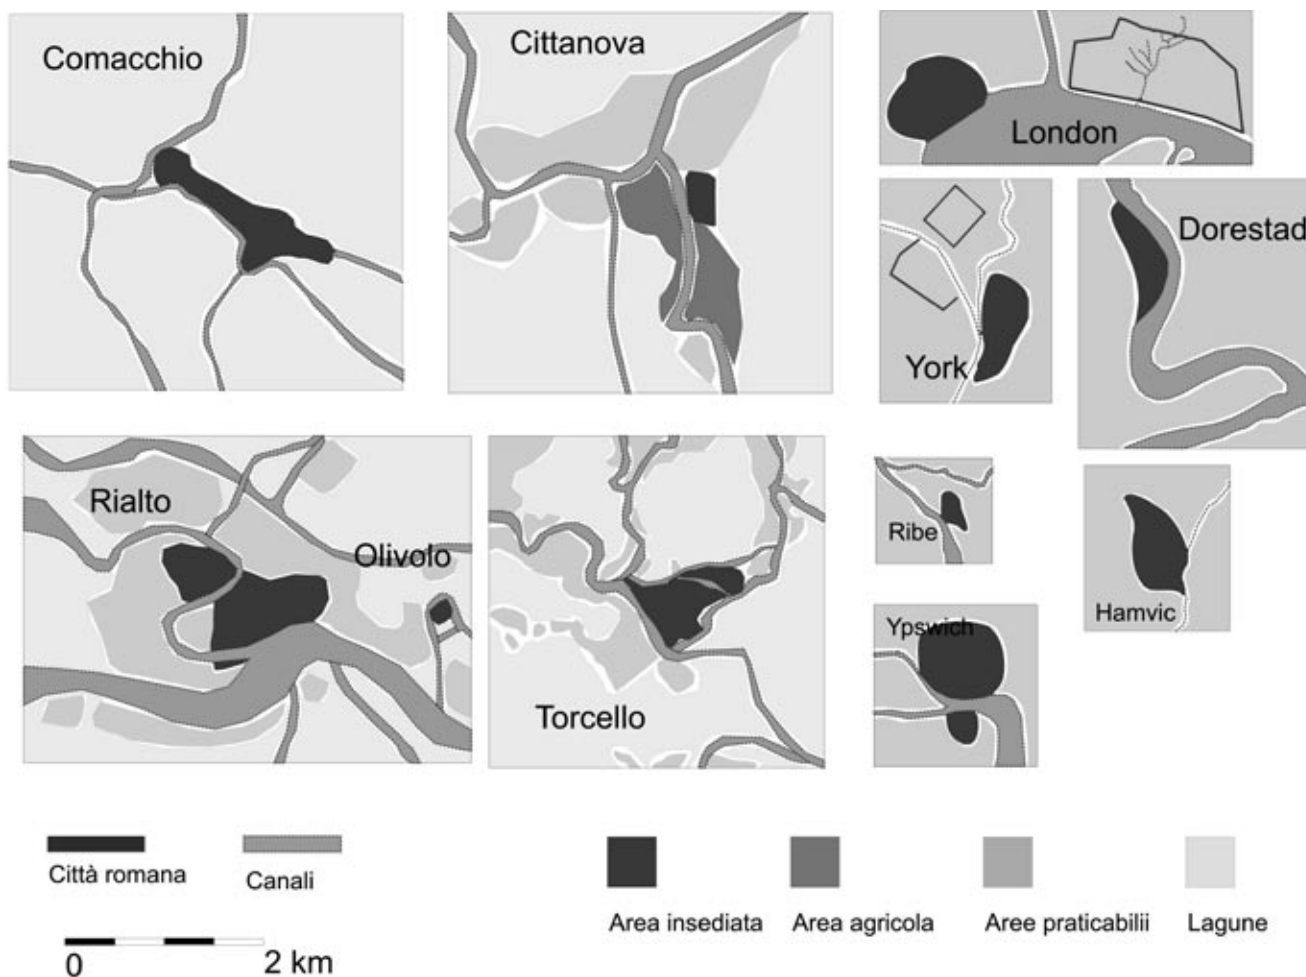 Comacchio
Cittanova
London
York
Dorestad
Rialto
Olivolo
Torcello
Ribe
Hamvic
Ypswich
Città romana
Canali
Area insediata
Area agricola
Aree praticabilii
Lagune
0 2 km